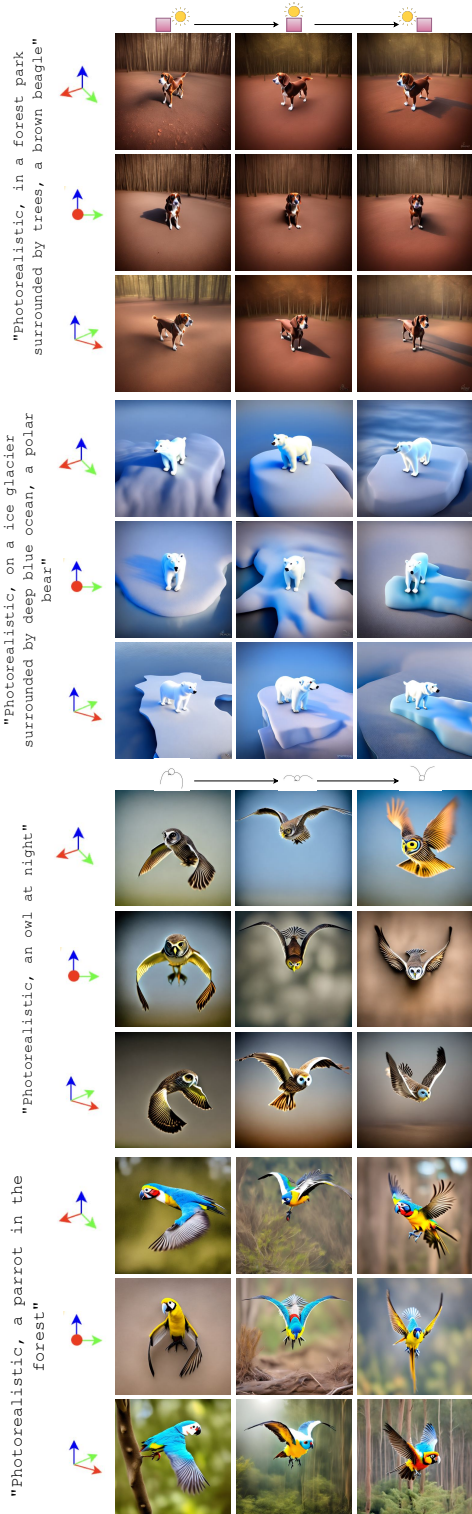 "Photorealistic, in a forest park
surrounded by trees, a brown beagle"
"Photorealistic, on a ice glacier
surrounded by deep blue ocean, a polar
bear"
"Photorealistic, an owl at night"
"Photorealistic, a parrot in the
forest"